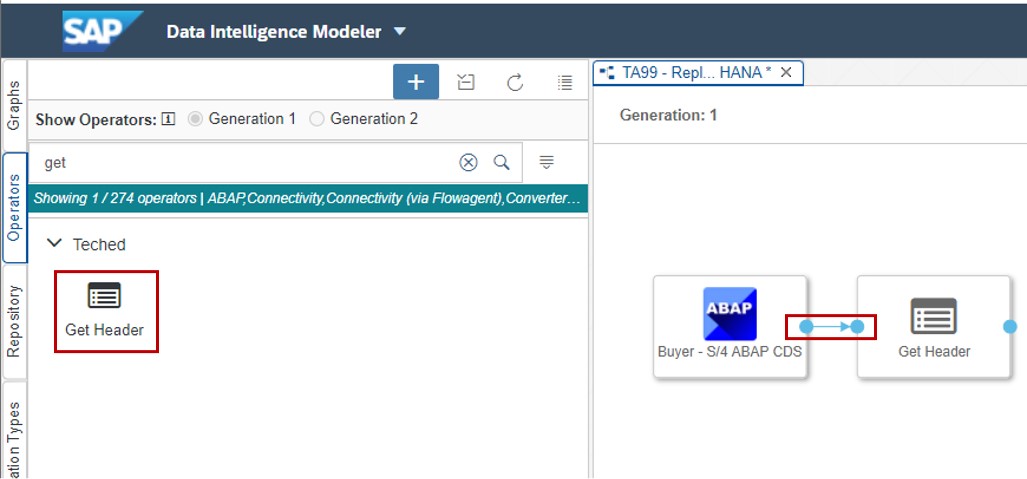 SAP Data Intelligence Modeler
Graphs
Operators
Repository
ation Types
Show Operators: i Generation 1 Generation 2
get
Showing 1 / 274 operators | ABAP,Connectivity,Connectivity (via Flowagent),Converter...
Teched
Get Header
TA99 - Repl... HANA *
Generation: 1
ABAP
Buyer - S/4 ABAP CDS
Get Header